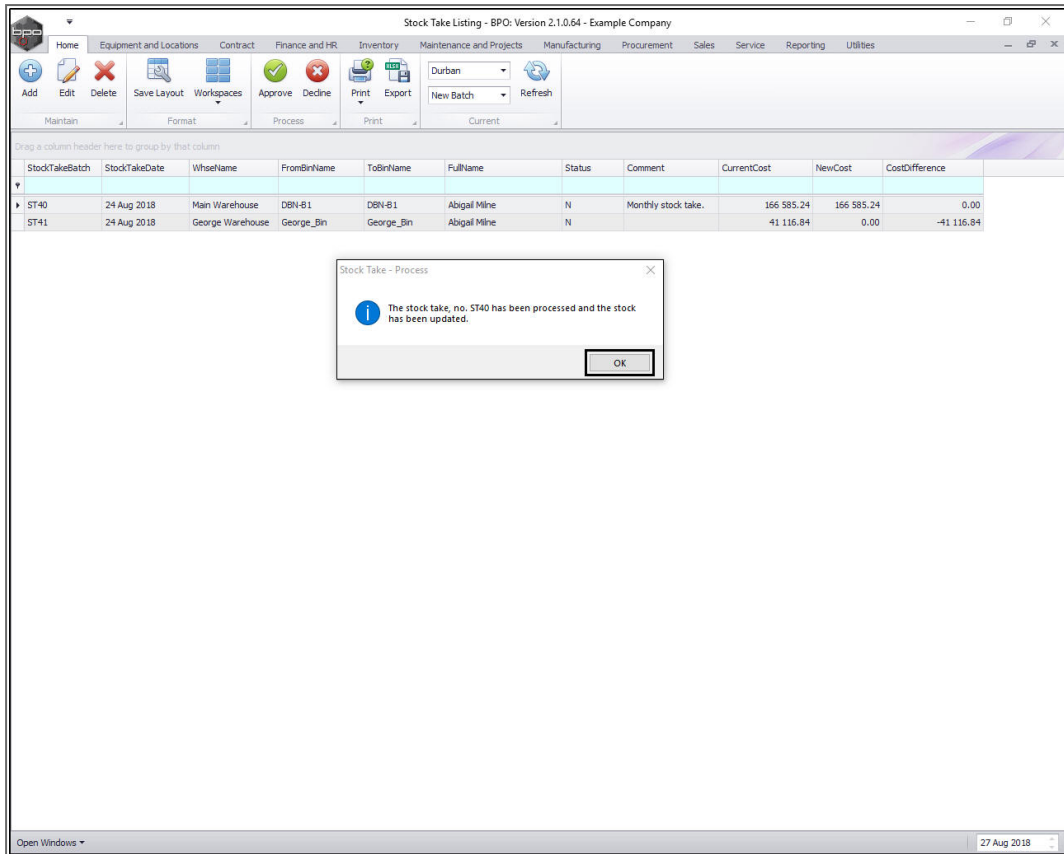 Stock Take Listing - BPO: Version 2.1.0.64 - Example Company
bpo
Home Equipment and Locations Contract Finance and HR Inventory Maintenance and Projects Manufacturing Procurement Sales Service Reporting Utilities
Durban
Add Edit Delete Save Layout Workspaces Approve Decline Print Export New Batch Refresh
Maintain Format Process Print Current
Drag a column header here to group by that column
StockTakeBatch StockTakeDate WhseName FromBinName ToBinName FullName Status Comment CurrentCost NewCost CostDifference
ST40 24 Aug 2018 Main Warehouse DBN-B1 DBN-B1 Abigail Milne N Monthly stock take. 166 585.24 166 585.24 0.00
ST41 24 Aug 2018 George Warehouse George_Bin George_Bin Abigail Milne N 41 116.84 0.00 -41 116.84
Stock Take - Process
The stock take, no. ST40 has been processed and the stock
has been updated.
OK
Open Windows 27 Aug 2018